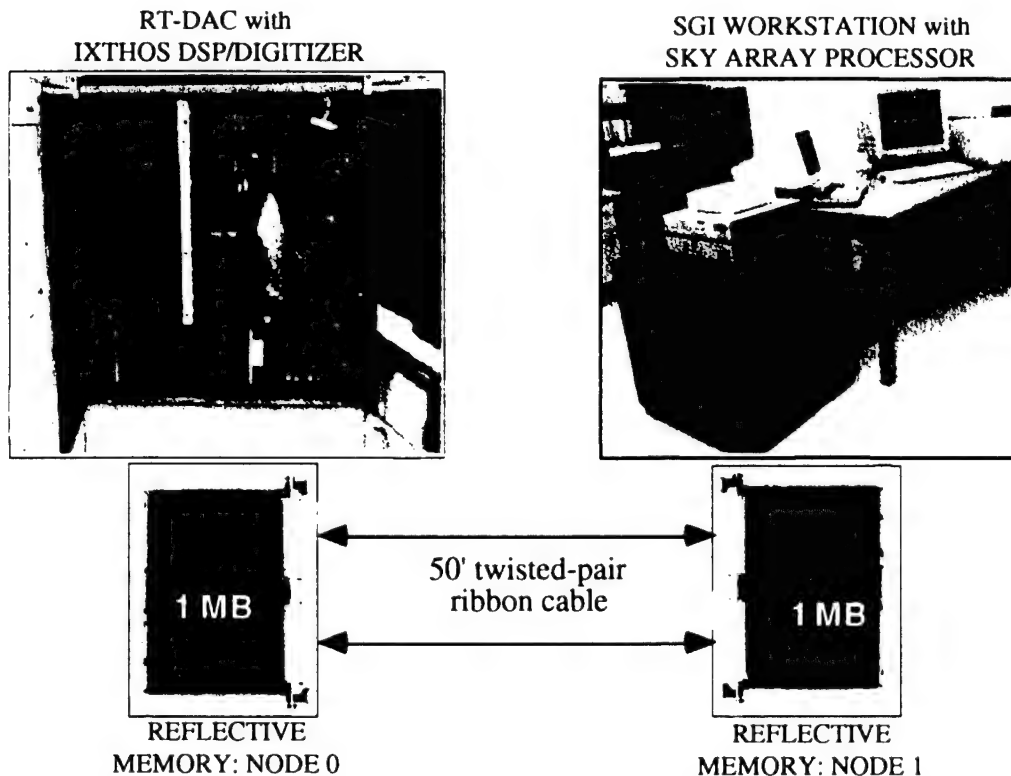 RT-DAC with
IXTHOS DSP/DIGITIZER
SGI WORKSTATION with
SKY ARRAY PROCESSOR
1 MB
50' twisted-pair
ribbon cable
1 MB
REFLECTIVE
MEMORY: NODE 0
REFLECTIVE
MEMORY: NODE 1